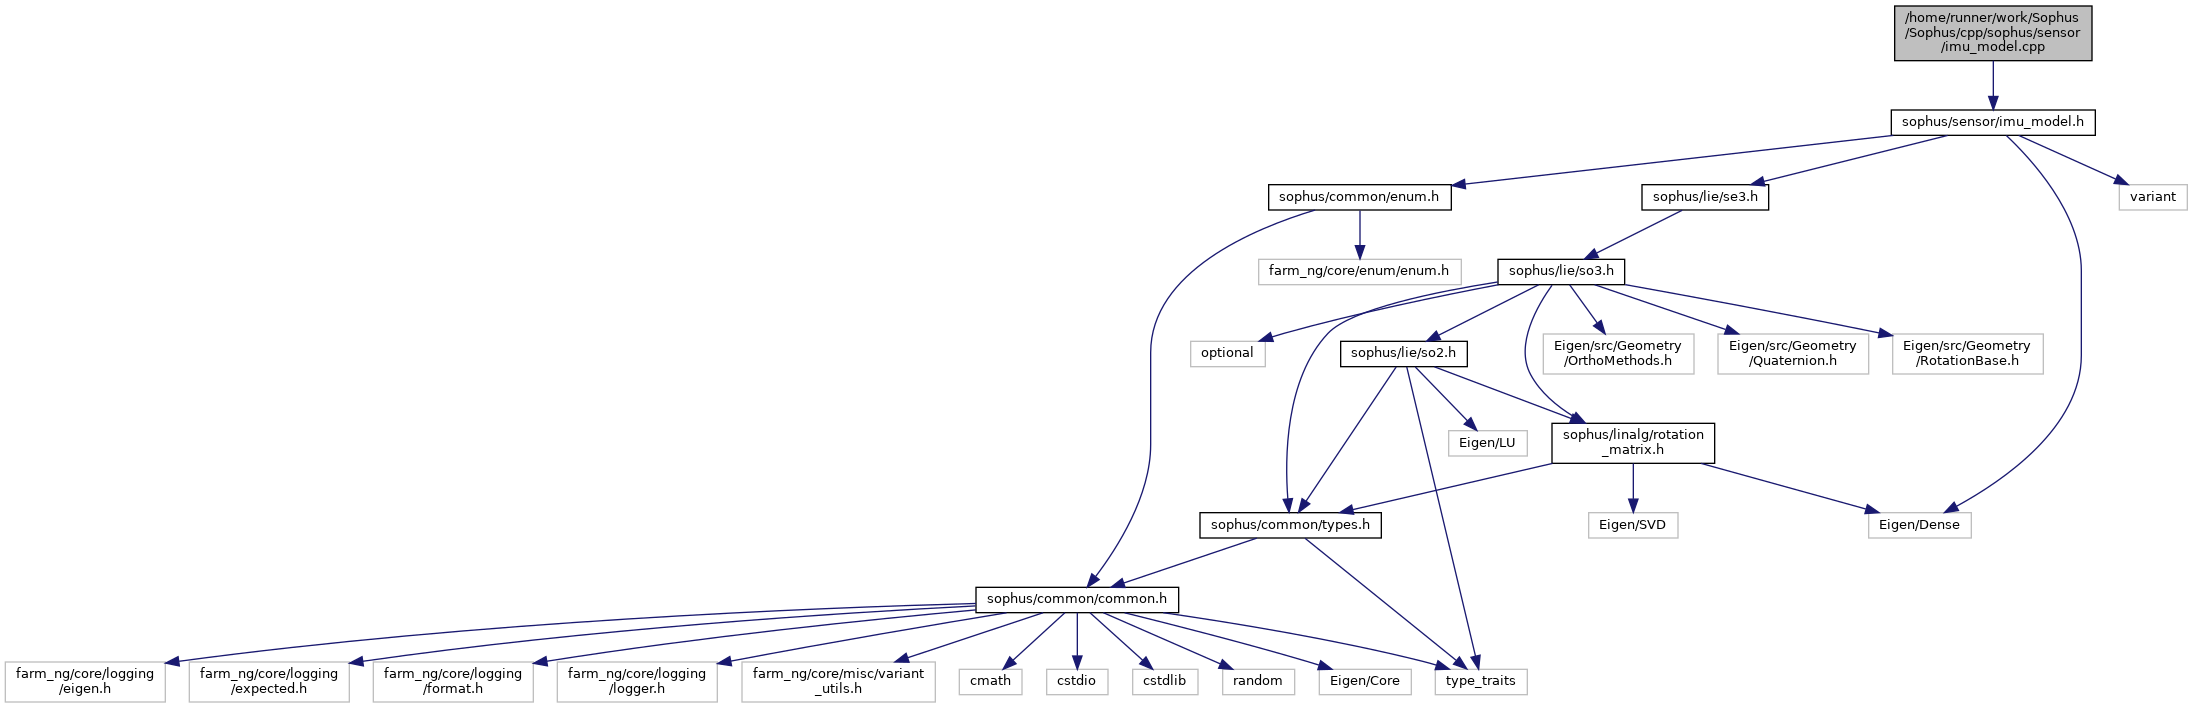 /home/runner/work/Sophus
/Sophus/cpp/sophus/sensor
/imu_model.cpp
sophus/sensor/imu_model.h
sophus/common/enum.h
sophus/lie/se3.h
variant
farm_ng/core/enum/enum.h
sophus/lie/so3.h
optional
sophus/lie/so2.h
Eigen/src/Geometry
/OrthoMethods.h
Eigen/src/Geometry
/Quaternion.h
Eigen/src/Geometry
/RotationBase.h
Eigen/LU
sophus/linalg/rotation
_matrix.h
sophus/common/types.h
Eigen/SVD
Eigen/Dense
sophus/common/common.h
farm_ng/core/logging
/eigen.h
farm_ng/core/logging
/expected.h
farm_ng/core/logging
/format.h
farm_ng/core/logging
/logger.h
farm_ng/core/misc/variant
_utils.h
cmath
cstdio
cstdlib
random
Eigen/Core
type_traits